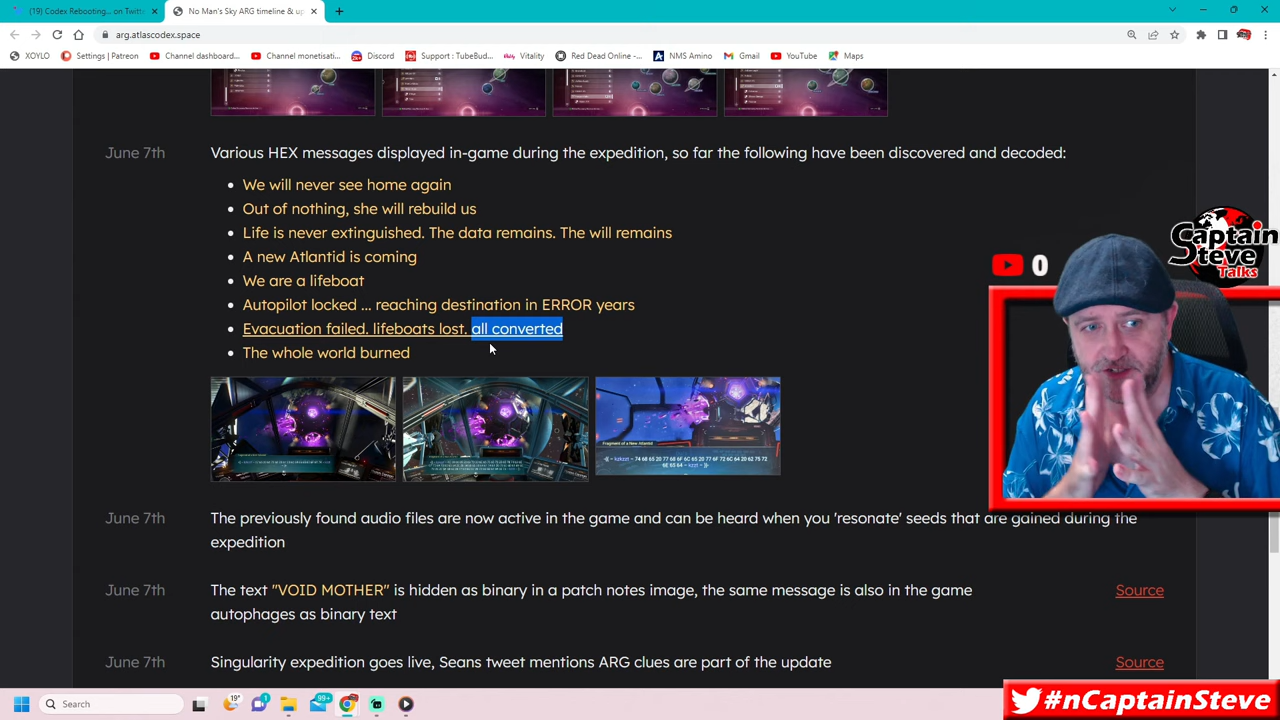 (19) Codex Rebooting... on Twitt
No Man's Sky ARG timeline & up
arg.atlascodex.space
XOYLO
Settings | Patreon
Channel dashboard...
Channel monetisati...
Discord
Support : TubeBud...
Vitality
Red Dead Online -...
NMS Amino
Gmail
YouTube
Maps
June 7th
Various HEX messages displayed in-game during the expedition, so far the following have been discovered and decoded:
We will never see home again
Out of nothing, she will rebuild us
Life is never extinguished. The data remains. The will remains
A new Atlantid is coming
We are a lifeboat
Autopilot locked ... reaching destination in ERROR years
Evacuation failed. lifeboats lost. all converted
The whole world burned
Captain
Steve
Talks
0
Fragment of a New Atlantid
June 7th
The previously found audio files are now active in the game and can be heard when you 'resonate' seeds that are gained during the
expedition
June 7th
The text "VOID MOTHER" is hidden as binary in a patch notes image, the same message is also in the game
autophages as binary text
Source
June 7th
Singularity expedition goes live, Seans tweet mentions ARG clues are part of the update
Source
Search
19°
1
99+
#nCaptainSteve